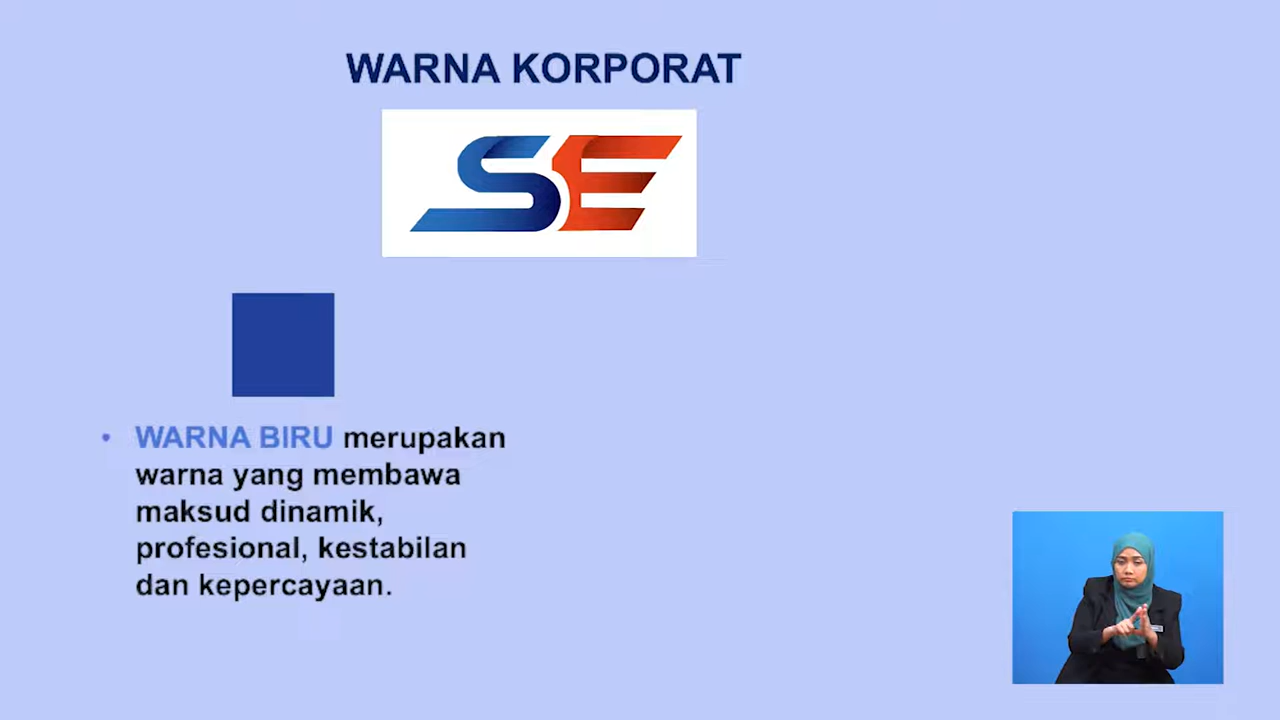 WARNA KORPORAT
SE
• WARNA BIRU merupakan
warna yang membawa
maksud dinamik,
profesional, kestabilan
dan kepercayaan.